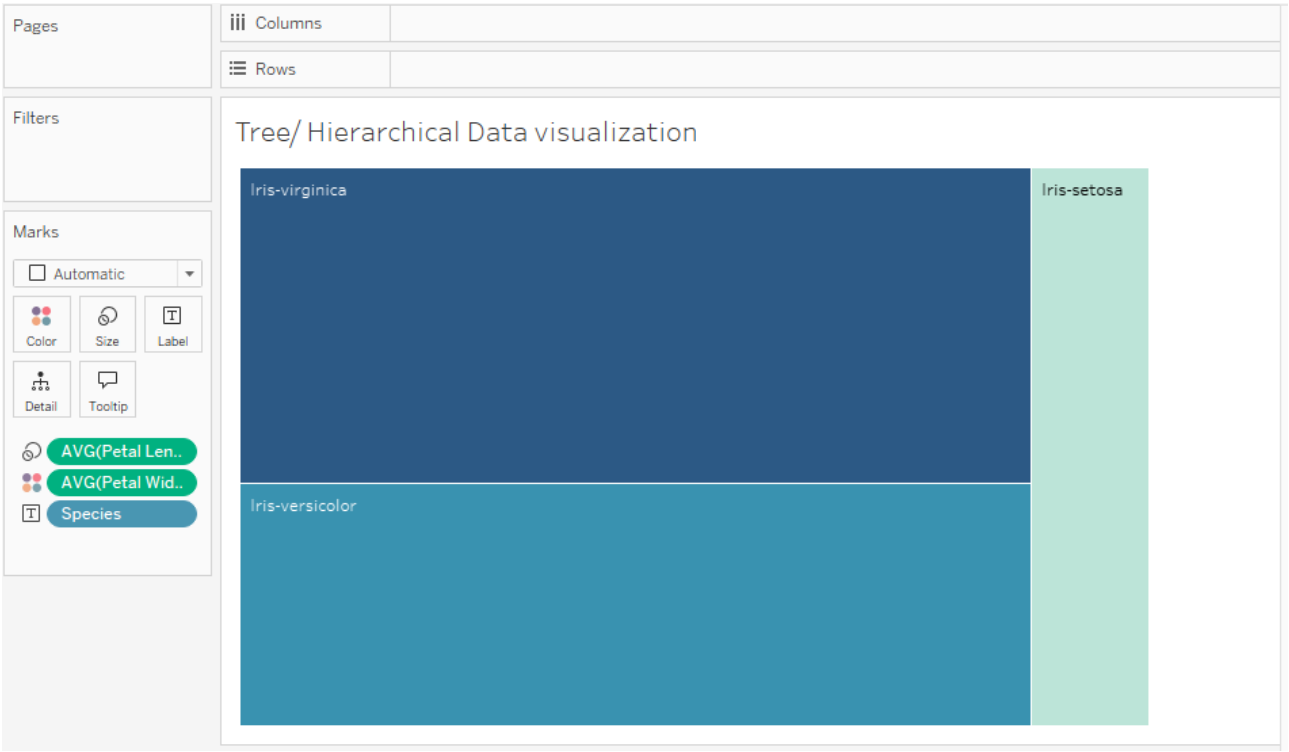 Pages
Columns
Rows
Filters
Tree/ Hierarchical Data visualization
Iris-virginica
Iris-setosa
Iris-versicolor
Marks
Automatic
Color
Size
T
Label
Detail
Tooltip
AVG(Petal Len..
AVG(Petal Wid..
T
Species